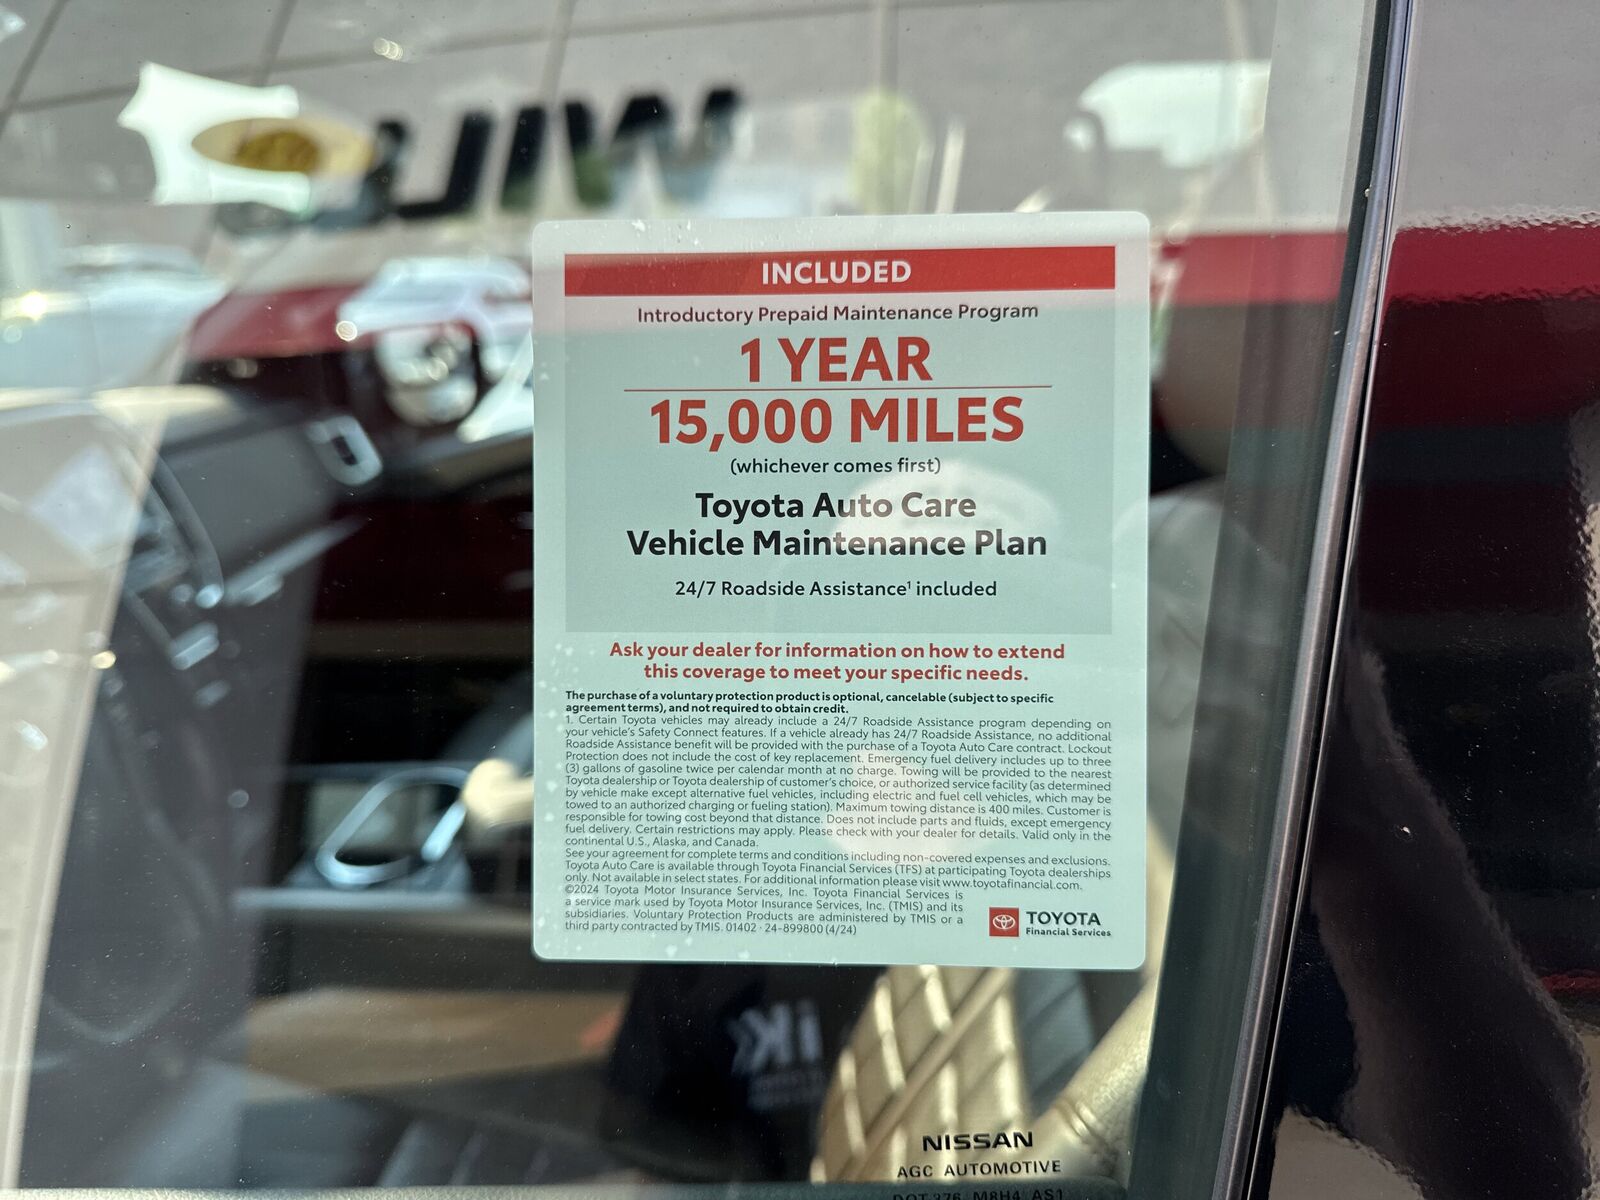 INCLUDED
Introductory Prepaid Maintenance Program
1 YEAR
15,000 MILES
(whichever comes first)
Toyota Auto Care
Vehicle Maintenance Plan
24/7 Roadside Assistance¹ included
Ask your dealer for information on how to extend
this coverage to meet your specific needs.
The purchase of a voluntary protection product is optional, cancelable (subject to specific
agreement terms), and not required to obtain credit.
1. Certain Toyota vehicles may already include a 24/7 Roadside Assistance program depending on
your vehicle's Safety Connect features. If a vehicle already has 24/7 Roadside Assistance, no additional
Roadside Assistance benefit will be provided with the purchase of a Toyota Auto Care contract. Lockout
Protection does not include the cost of key replacement. Emergency fuel delivery includes up to three
(3) gallons of gasoline twice per calendar month at no charge. Towing will be provided to the nearest
Toyota dealership or Toyota dealership of customer's choice, or authorized service facility (as determined
by vehicle make except alternative fuel vehicles, including electric and fuel cell vehicles, which may be
towed to an authorized charging or fueling station). Maximum towing distance is 400 miles. Customer is
responsible for towing cost beyond that distance. Does not include parts and fluids, except emergency
fuel delivery. Certain restrictions may apply. Please check with your dealer for details. Valid only in the
continental U.S., Alaska, and Canada.
See your agreement for complete terms and conditions including non-covered expenses and exclusions.
Toyota Auto Care is available through Toyota Financial Services (TFS) at participating Toyota dealerships
only. Not available in select states. For additional information please visit www.toyotafinancial.com.
©2024 Toyota Motor Insurance Services, Inc. Toyota Financial Services is
a service mark used by Toyota Motor Insurance Services, Inc. (TMIS) and its
subsidiaries. Voluntary Protection Products are administered by TMIS or a
third party contracted by TMIS. 01402 · 24-899800 (4/24)
TOYOTA
Financial Services
NISSAN
AGC AUTOMOTIVE
DOT 376 M8H4 AS1